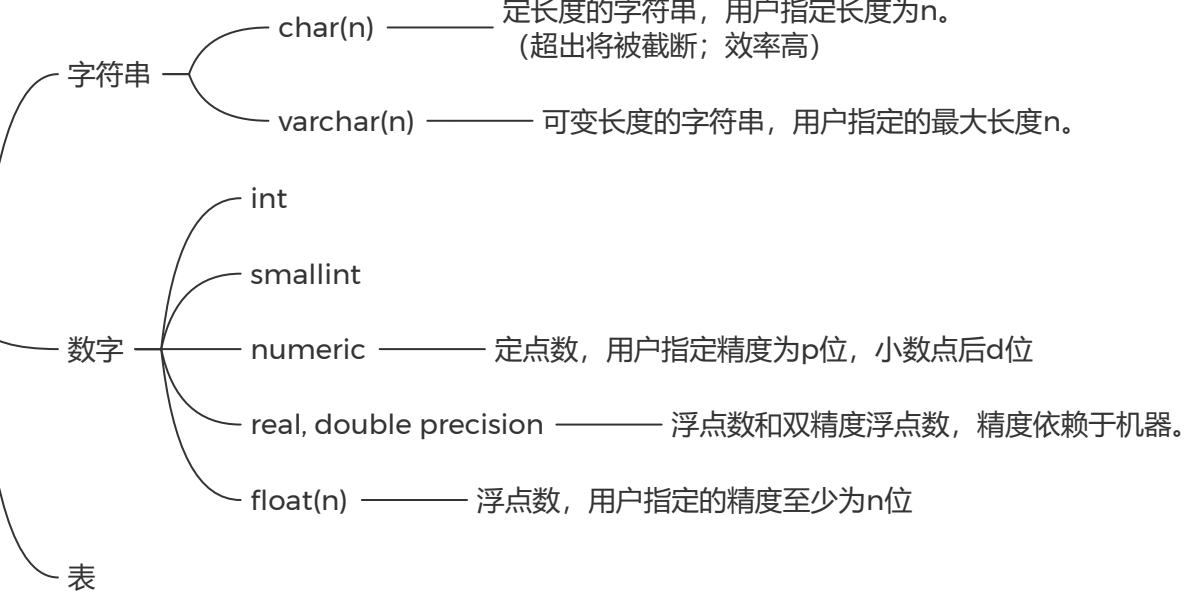 字符串
char(n)
定长度的字符串，用户指定长度为n。
（超出将被截断；效率高）
varchar(n)
可变长度的字符串，用户指定的最大长度n。
数字
int
smallint
numeric
定点数，用户指定精度为p位，小数点后d位
real, double precision
浮点数和双精度浮点数，精度依赖于机器。
float(n)
浮点数，用户指定的精度至少为n位
表